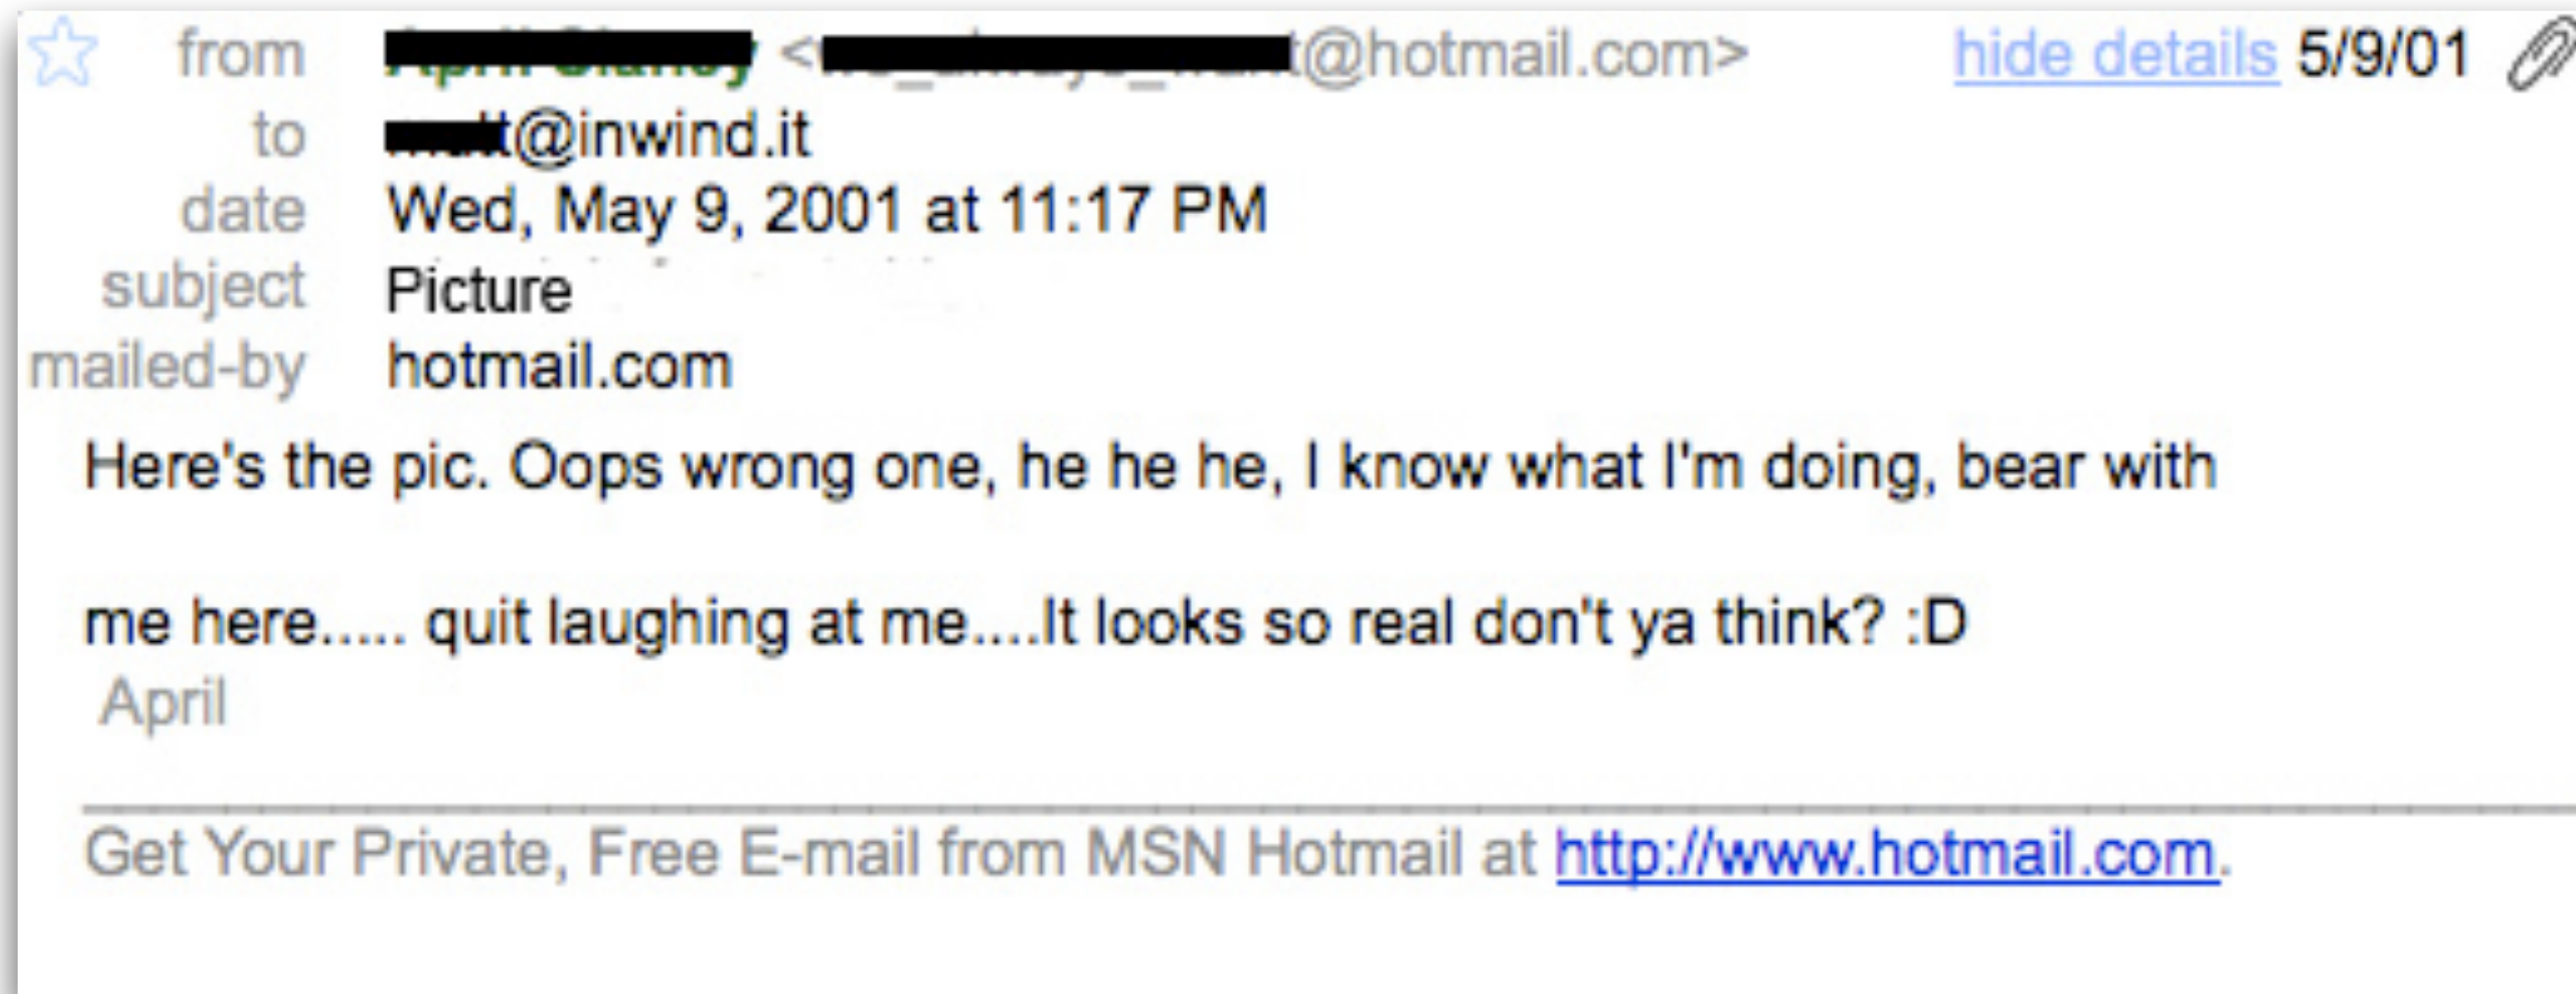 from < t@hotmail.com> hide details 5/9/01
to t@inwind.it
date Wed, May 9, 2001 at 11:17 PM
subject Picture
mailed-by hotmail.com
Here's the pic. Oops wrong one, he he he, I know what I'm doing, bear with
me here..... quit laughing at me....It looks so real don't ya think? :D
April
Get Your Private, Free E-mail from MSN Hotmail at http://www.hotmail.com.